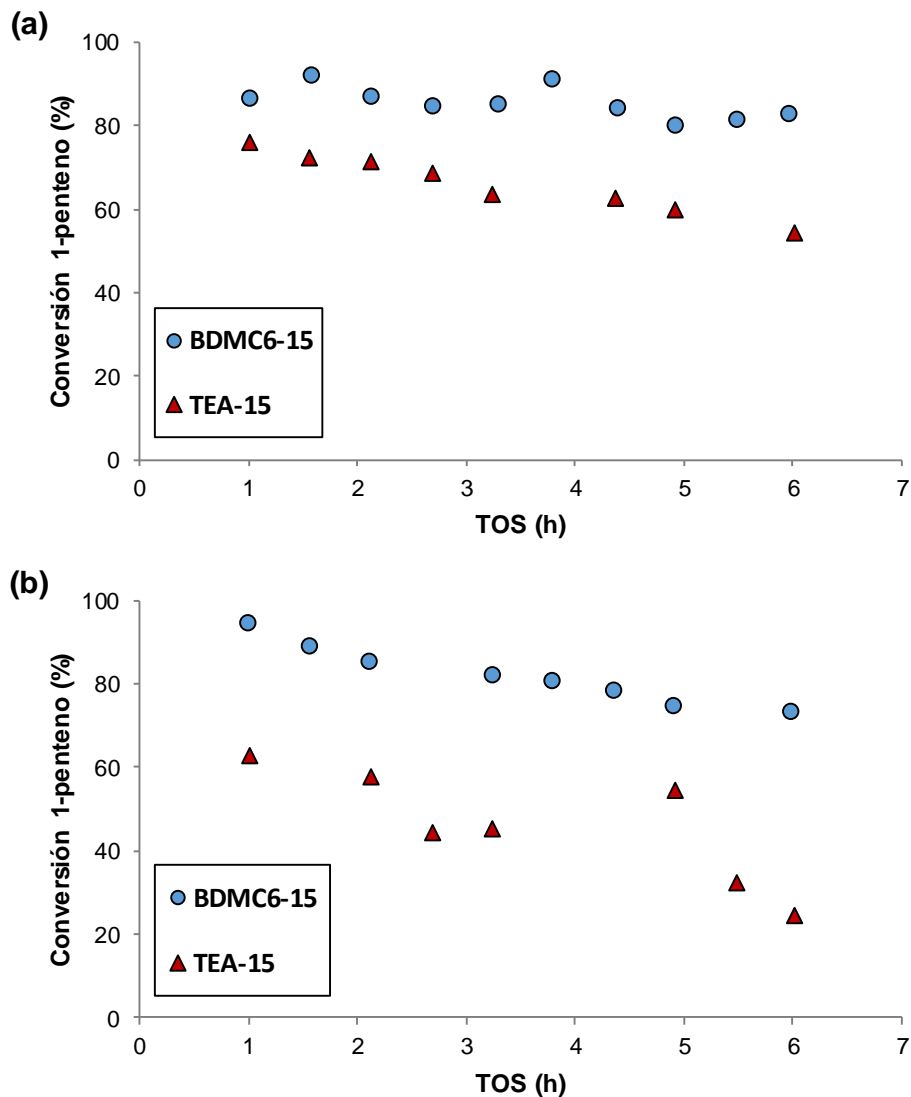 (a)
Conversión 1-penteno (%)
100
80
60
40
20
0
BDMC6-15
TEA-15
0 1 2 3 4 5 6 7
TOS (h)
(b)
Conversión 1-penteno (%)
100
80
60
40
20
0
BDMC6-15
TEA-15
0 1 2 3 4 5 6 7
TOS (h)